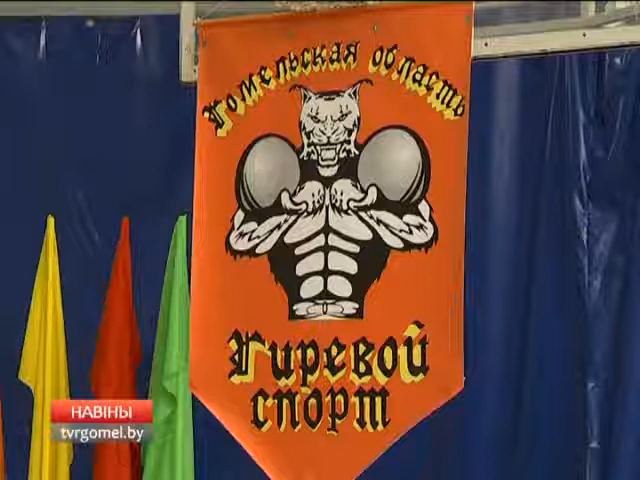 Гомельская область
Гиревой
спорт
НАВІНЫ
tvrgomel.by